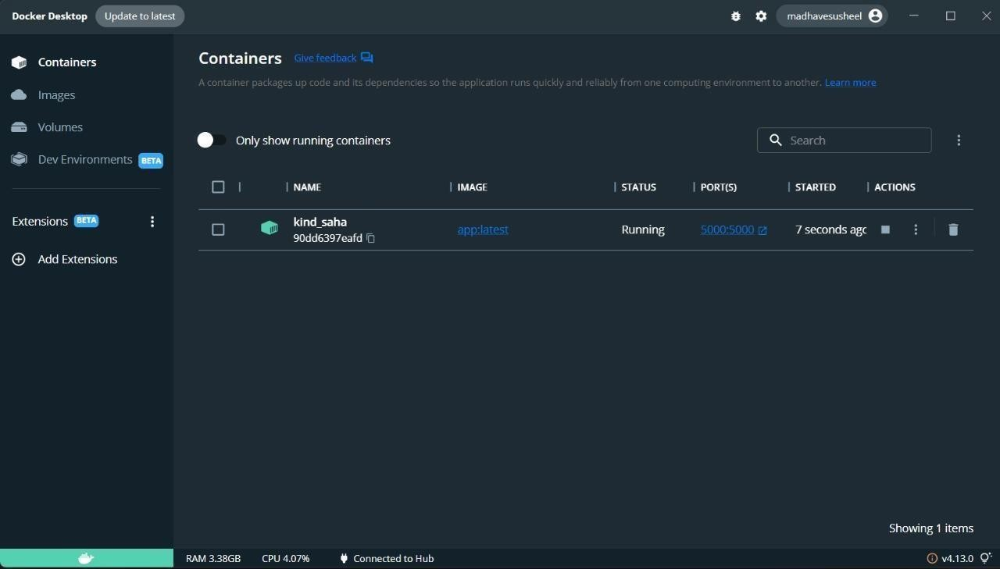 Docker Desktop Update to latest madhavesusheel
Containers
Images
Volumes
Dev Environments BETA
Extensions BETA
Add Extensions
Containers Give feedback
A container packages up code and its dependencies so the application runs quickly and reliably from one computing environment to another. Learn more
Only show running containers Search
NAME IMAGE STATUS PORT(S) STARTED ACTIONS
kind_saha
90dd6397eafd app:latest Running 5000:5000 7 seconds agc
Showing 1 items
RAM 3.38GB CPU 4.07% Connected to Hub v4.13.0